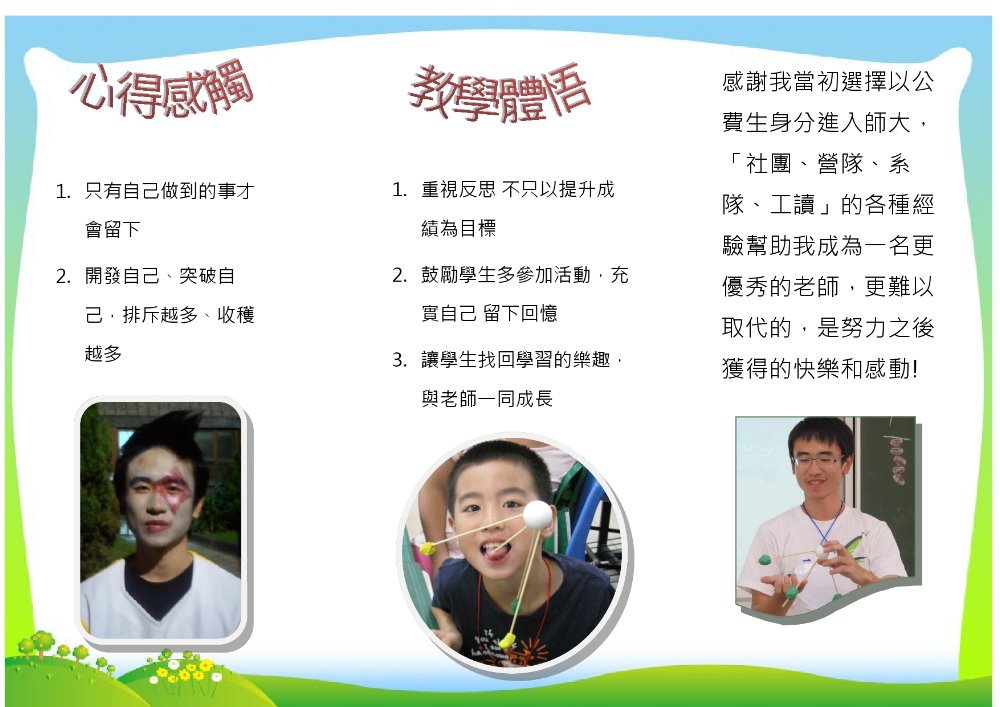 心得感觸
1. 只有自己做到的事才
會留下
2. 開發自己、突破自
己，排斥越多、收穫
越多
教學體悟
1. 重視反思 不只以提升成
績為目標
2. 鼓勵學生多參加活動，充
實自己 留下回憶
3. 讓學生找回學習的樂趣，
與老師一同成長
感謝我當初選擇以公
費生身分進入師大，
「社團、營隊、系
隊、工讀」的各種經
驗幫助我成為一名更
優秀的老師，更難以
取代的，是努力之後
獲得的快樂和感動!